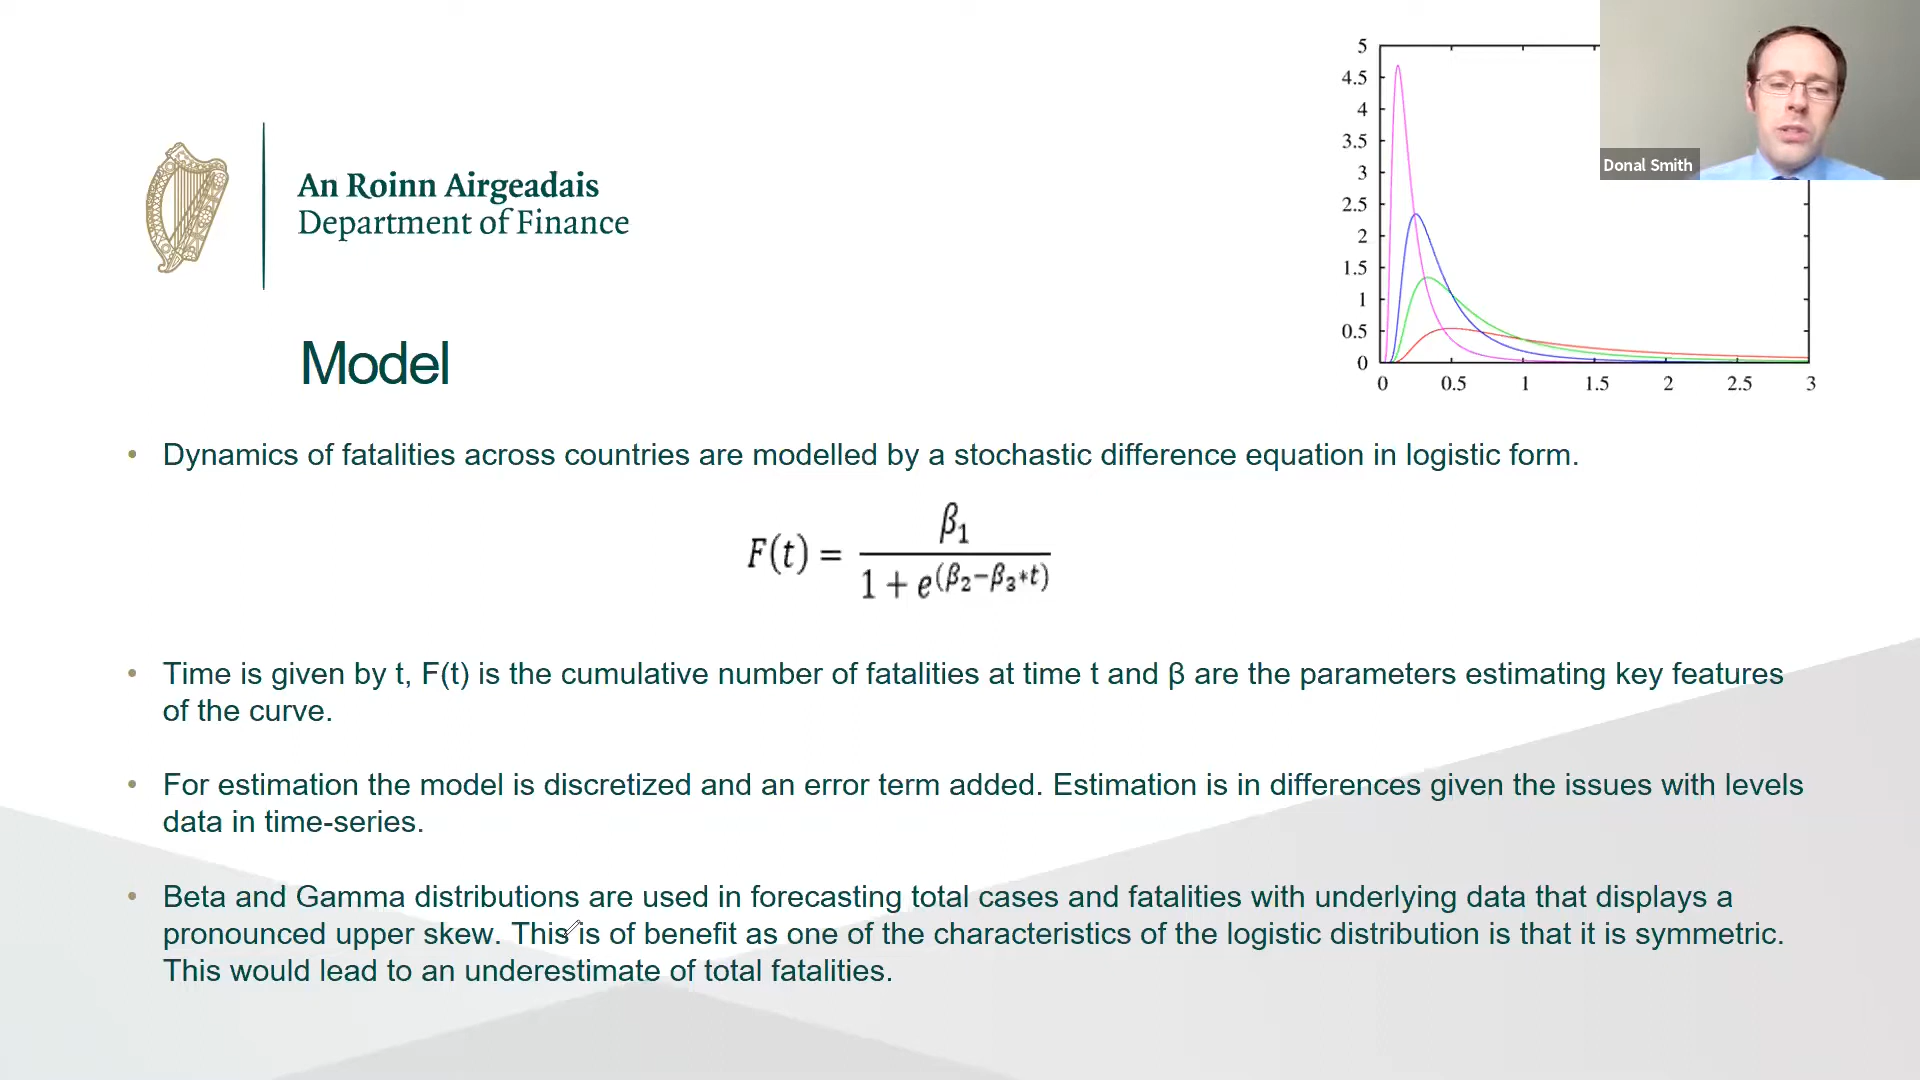 An Roinn Airgeadais
Department of Finance
5
4.5
4
3.5
3
2.5
2
1.5
1
0.5
0
0 0.5 1 1.5 2 2.5 3
Donal Smith
Model
• Dynamics of fatalities across countries are modelled by a stochastic difference equation in logistic form.
F(t) = β₁ / (1 + e^(β₂−β₃*t))
• Time is given by t, F(t) is the cumulative number of fatalities at time t and β are the parameters estimating key features
of the curve.
• For estimation the model is discretized and an error term added. Estimation is in differences given the issues with levels
data in time-series.
• Beta and Gamma distributions are used in forecasting total cases and fatalities with underlying data that displays a
pronounced upper skew. This is of benefit as one of the characteristics of the logistic distribution is that it is symmetric.
This would lead to an underestimate of total fatalities.